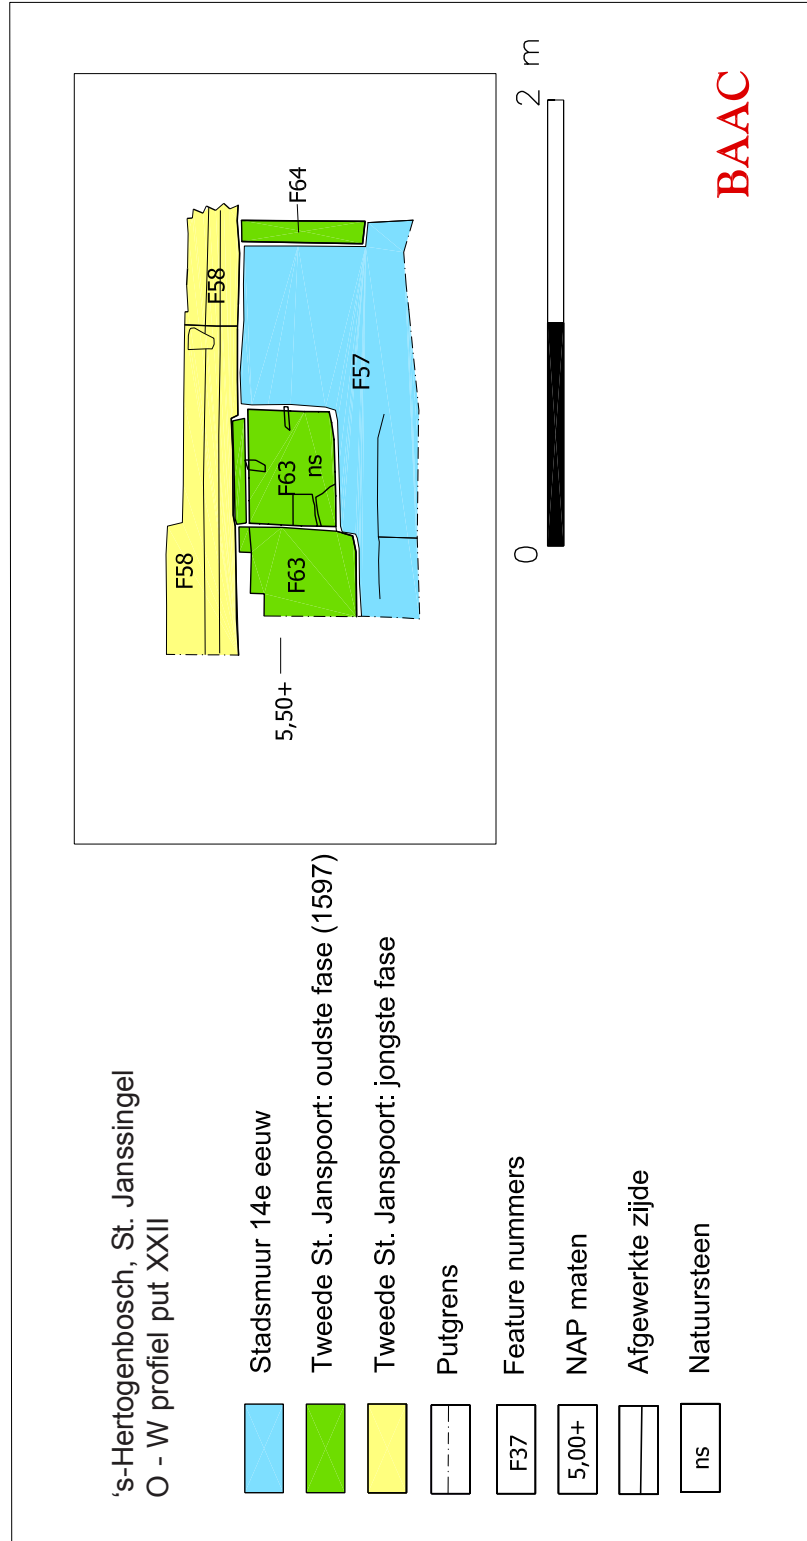 's-Hertogenbosch, St. Janssingel
O - W profiel put XXII
Stadsmuur 14e eeuw
Tweede St. Janspoort: oudste fase (1597)
Tweede St. Janspoort: jongste fase
Putgrens
F37 Feature nummers
5,00+ NAP maten
Afgewerkte zijde
ns Natuursteen
F58
F58
F64
F63
F63
ns
F57
5,50+
0
2 m
BAAC